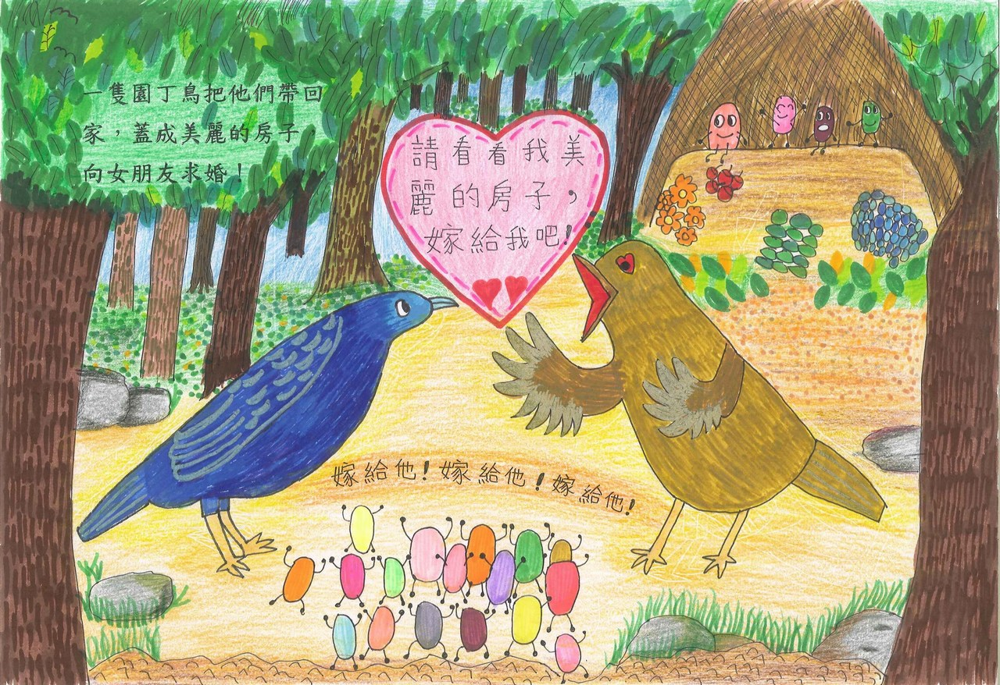 一隻園丁鳥把他們帶回
家，蓋成美麗的房子，
向女朋友求婚！
請看看我美
麗的房子，
嫁給我吧!
嫁給他!嫁給他!嫁給他!